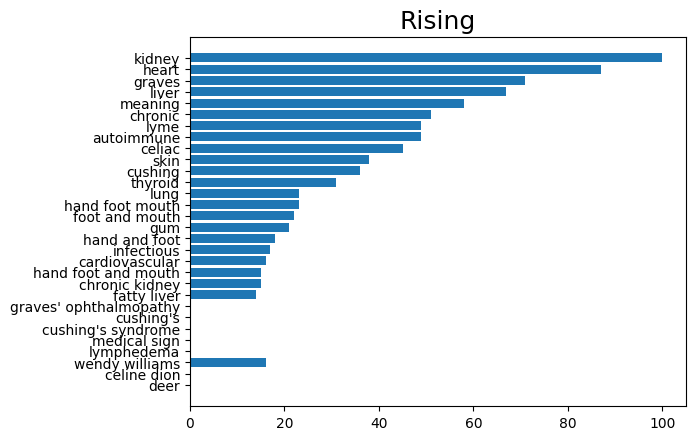 Rising
kidney
heart
graves
liver
meaning
chronic
lyme
autoimmune
celiac
skin
cushing
thyroid
lung
hand foot mouth
foot and mouth
gum
hand and foot
infectious
cardiovascular
hand foot and mouth
chronic kidney
fatty liver
graves' ophthalmopathy
cushing's
cushing's syndrome
medical sign
lymphedema
wendy williams
celine dion
deer
0 20 40 60 80 100